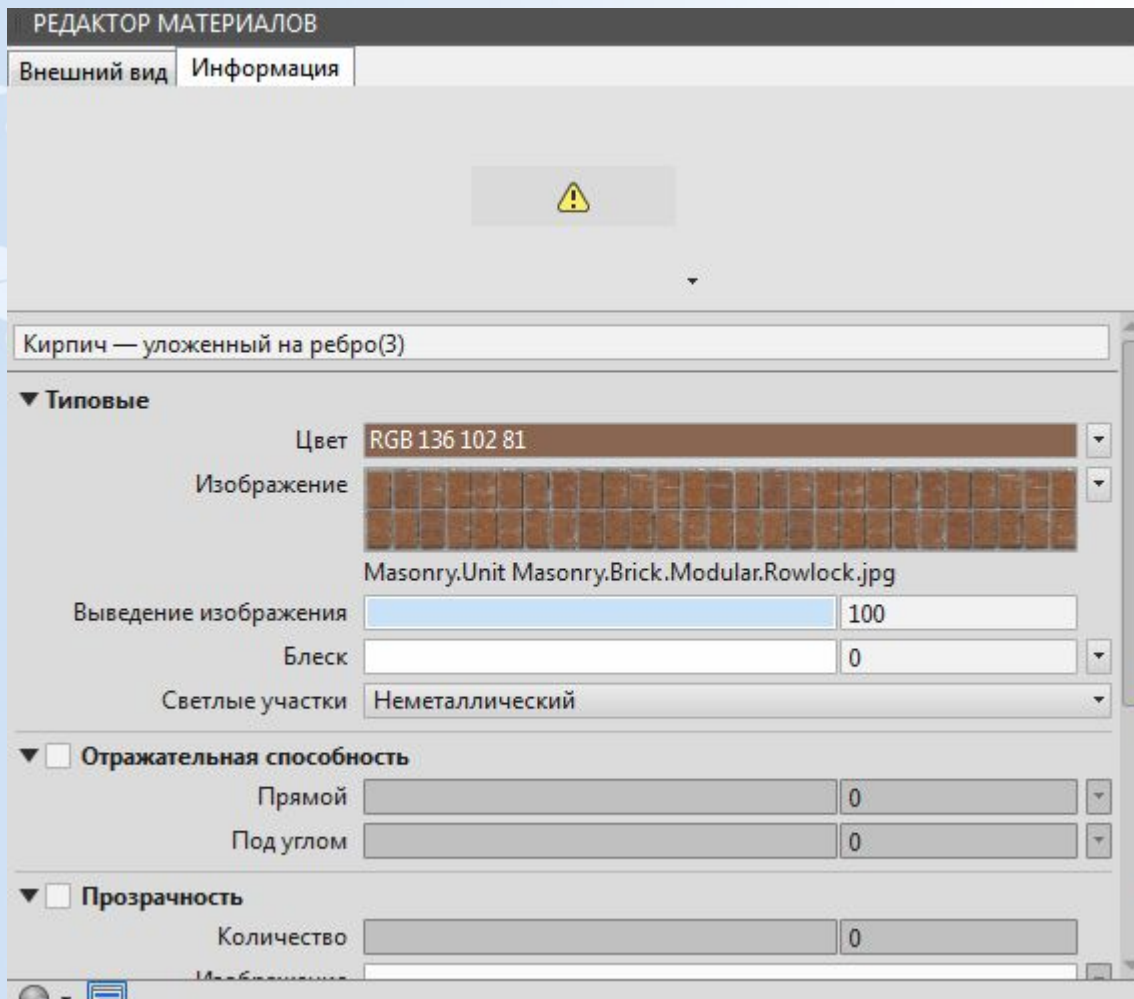 РЕДАКТОР МАТЕРИАЛОВ
Внешний вид Информация
Кирпич — уложенный на ребро(3)
Типовые
Цвет RGB 136 102 81
Изображение
Masonry.Unit Masonry.Brick.Modular.Rowlock.jpg
Выведение изображения 100
Блеск 0
Светлые участки Неметаллический
Отражательная способность
Прямой 0
Под углом 0
Прозрачность
Количество 0
Изображение